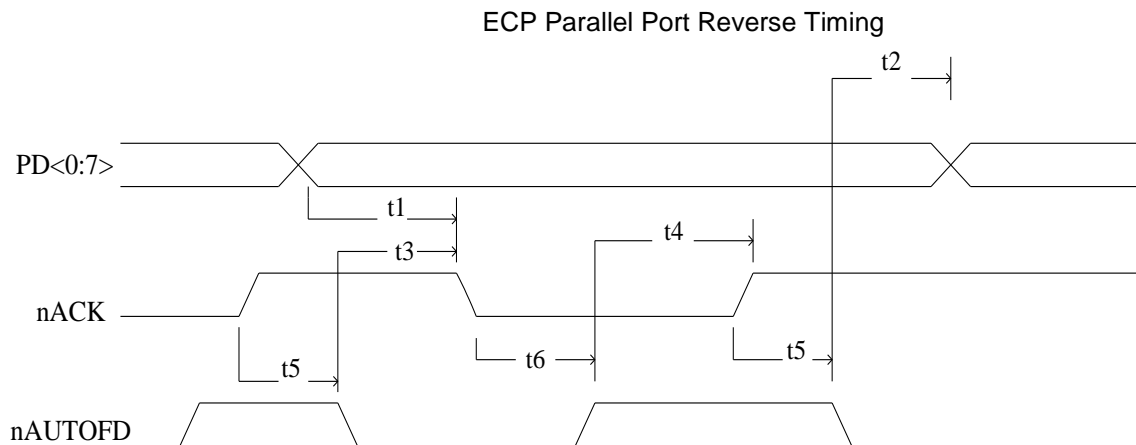 ECP Parallel Port Reverse Timing
t2
PD<0:7>
t1
t4
t3
nACK
t6
t5
t5
nAUTOFD